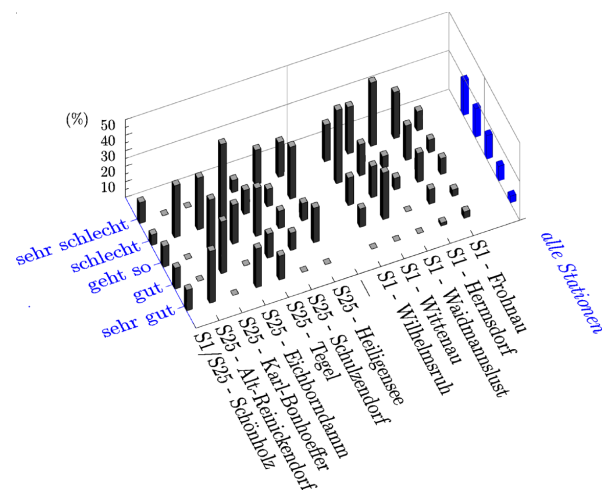 (%)
50
40
30
20
10
sehr schlecht
schlecht
geht so
gut
sehr gut
S1/S25 - Schönholz
S25 - Alt-Reinickendorf
S25 - Karl-Bonhoeffer
S25 - Eichborndamm
S25 - Tegel
S25 - Schulzendorf
S25 - Heiligensee
S1 - Wilhelmsruh
S1 - Wittenau
S1 - Waidmannslust
S1 - Hermsdorf
S1 - Frohnau
alle Stationen